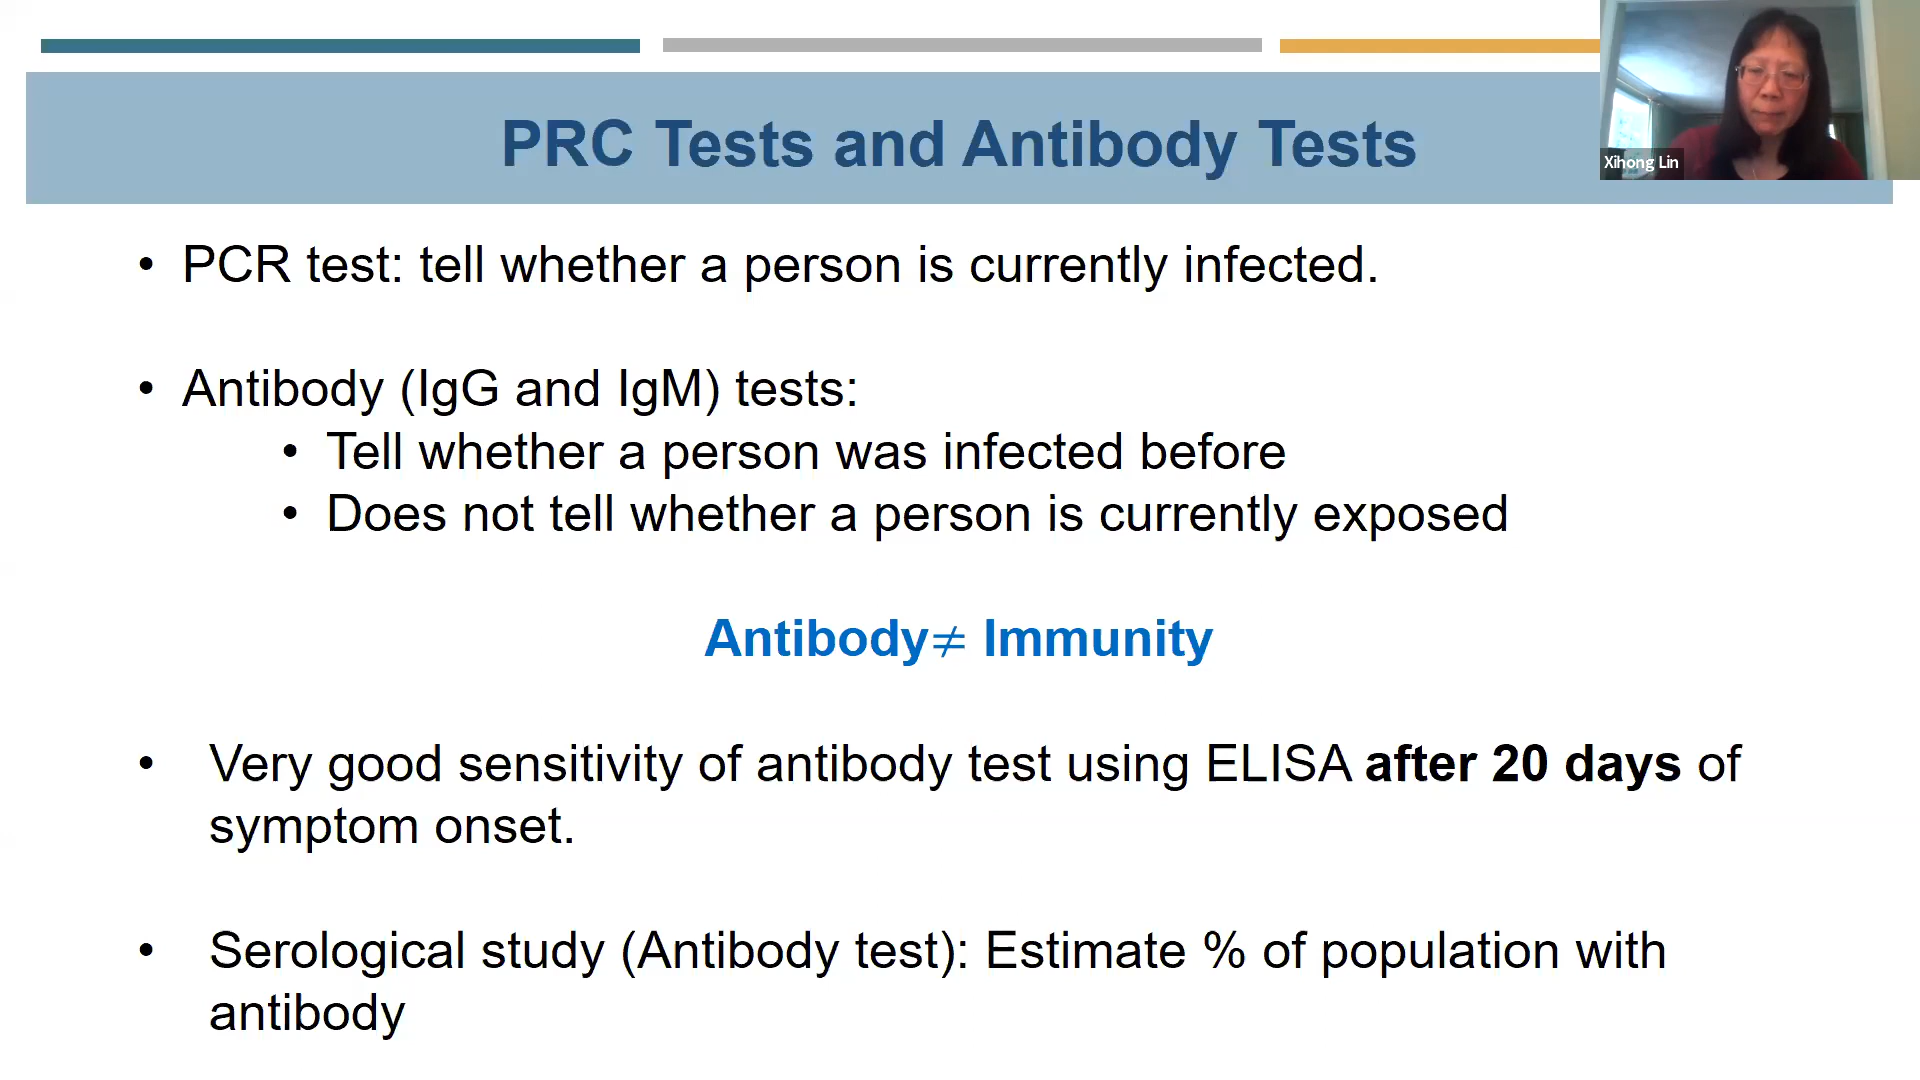 PRC Tests and Antibody Tests
Xihong Lin
• PCR test: tell whether a person is currently infected.
• Antibody (IgG and IgM) tests:
• Tell whether a person was infected before
• Does not tell whether a person is currently exposed
Antibody≠ Immunity
• Very good sensitivity of antibody test using ELISA after 20 days of
symptom onset.
• Serological study (Antibody test): Estimate % of population with
antibody